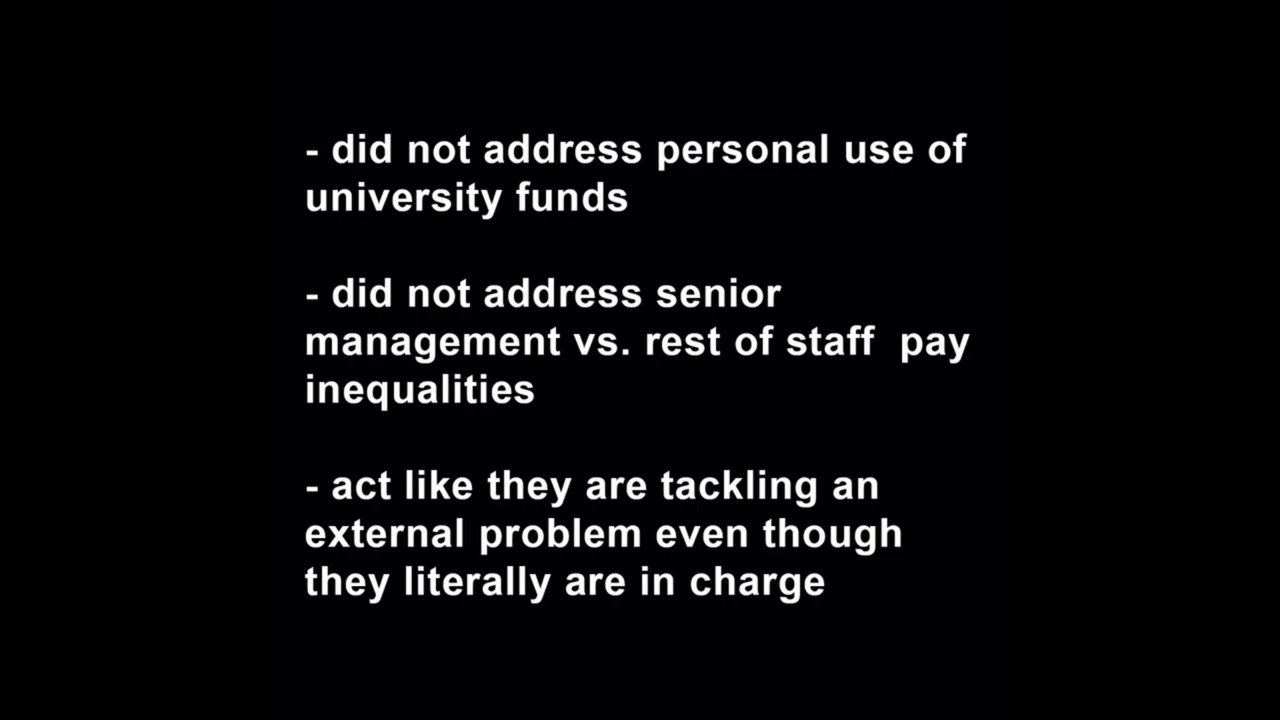 - did not address personal use of
university funds
- did not address senior
management vs. rest of staff  pay
inequalities
- act like they are tackling an
external problem even though
they literally are in charge